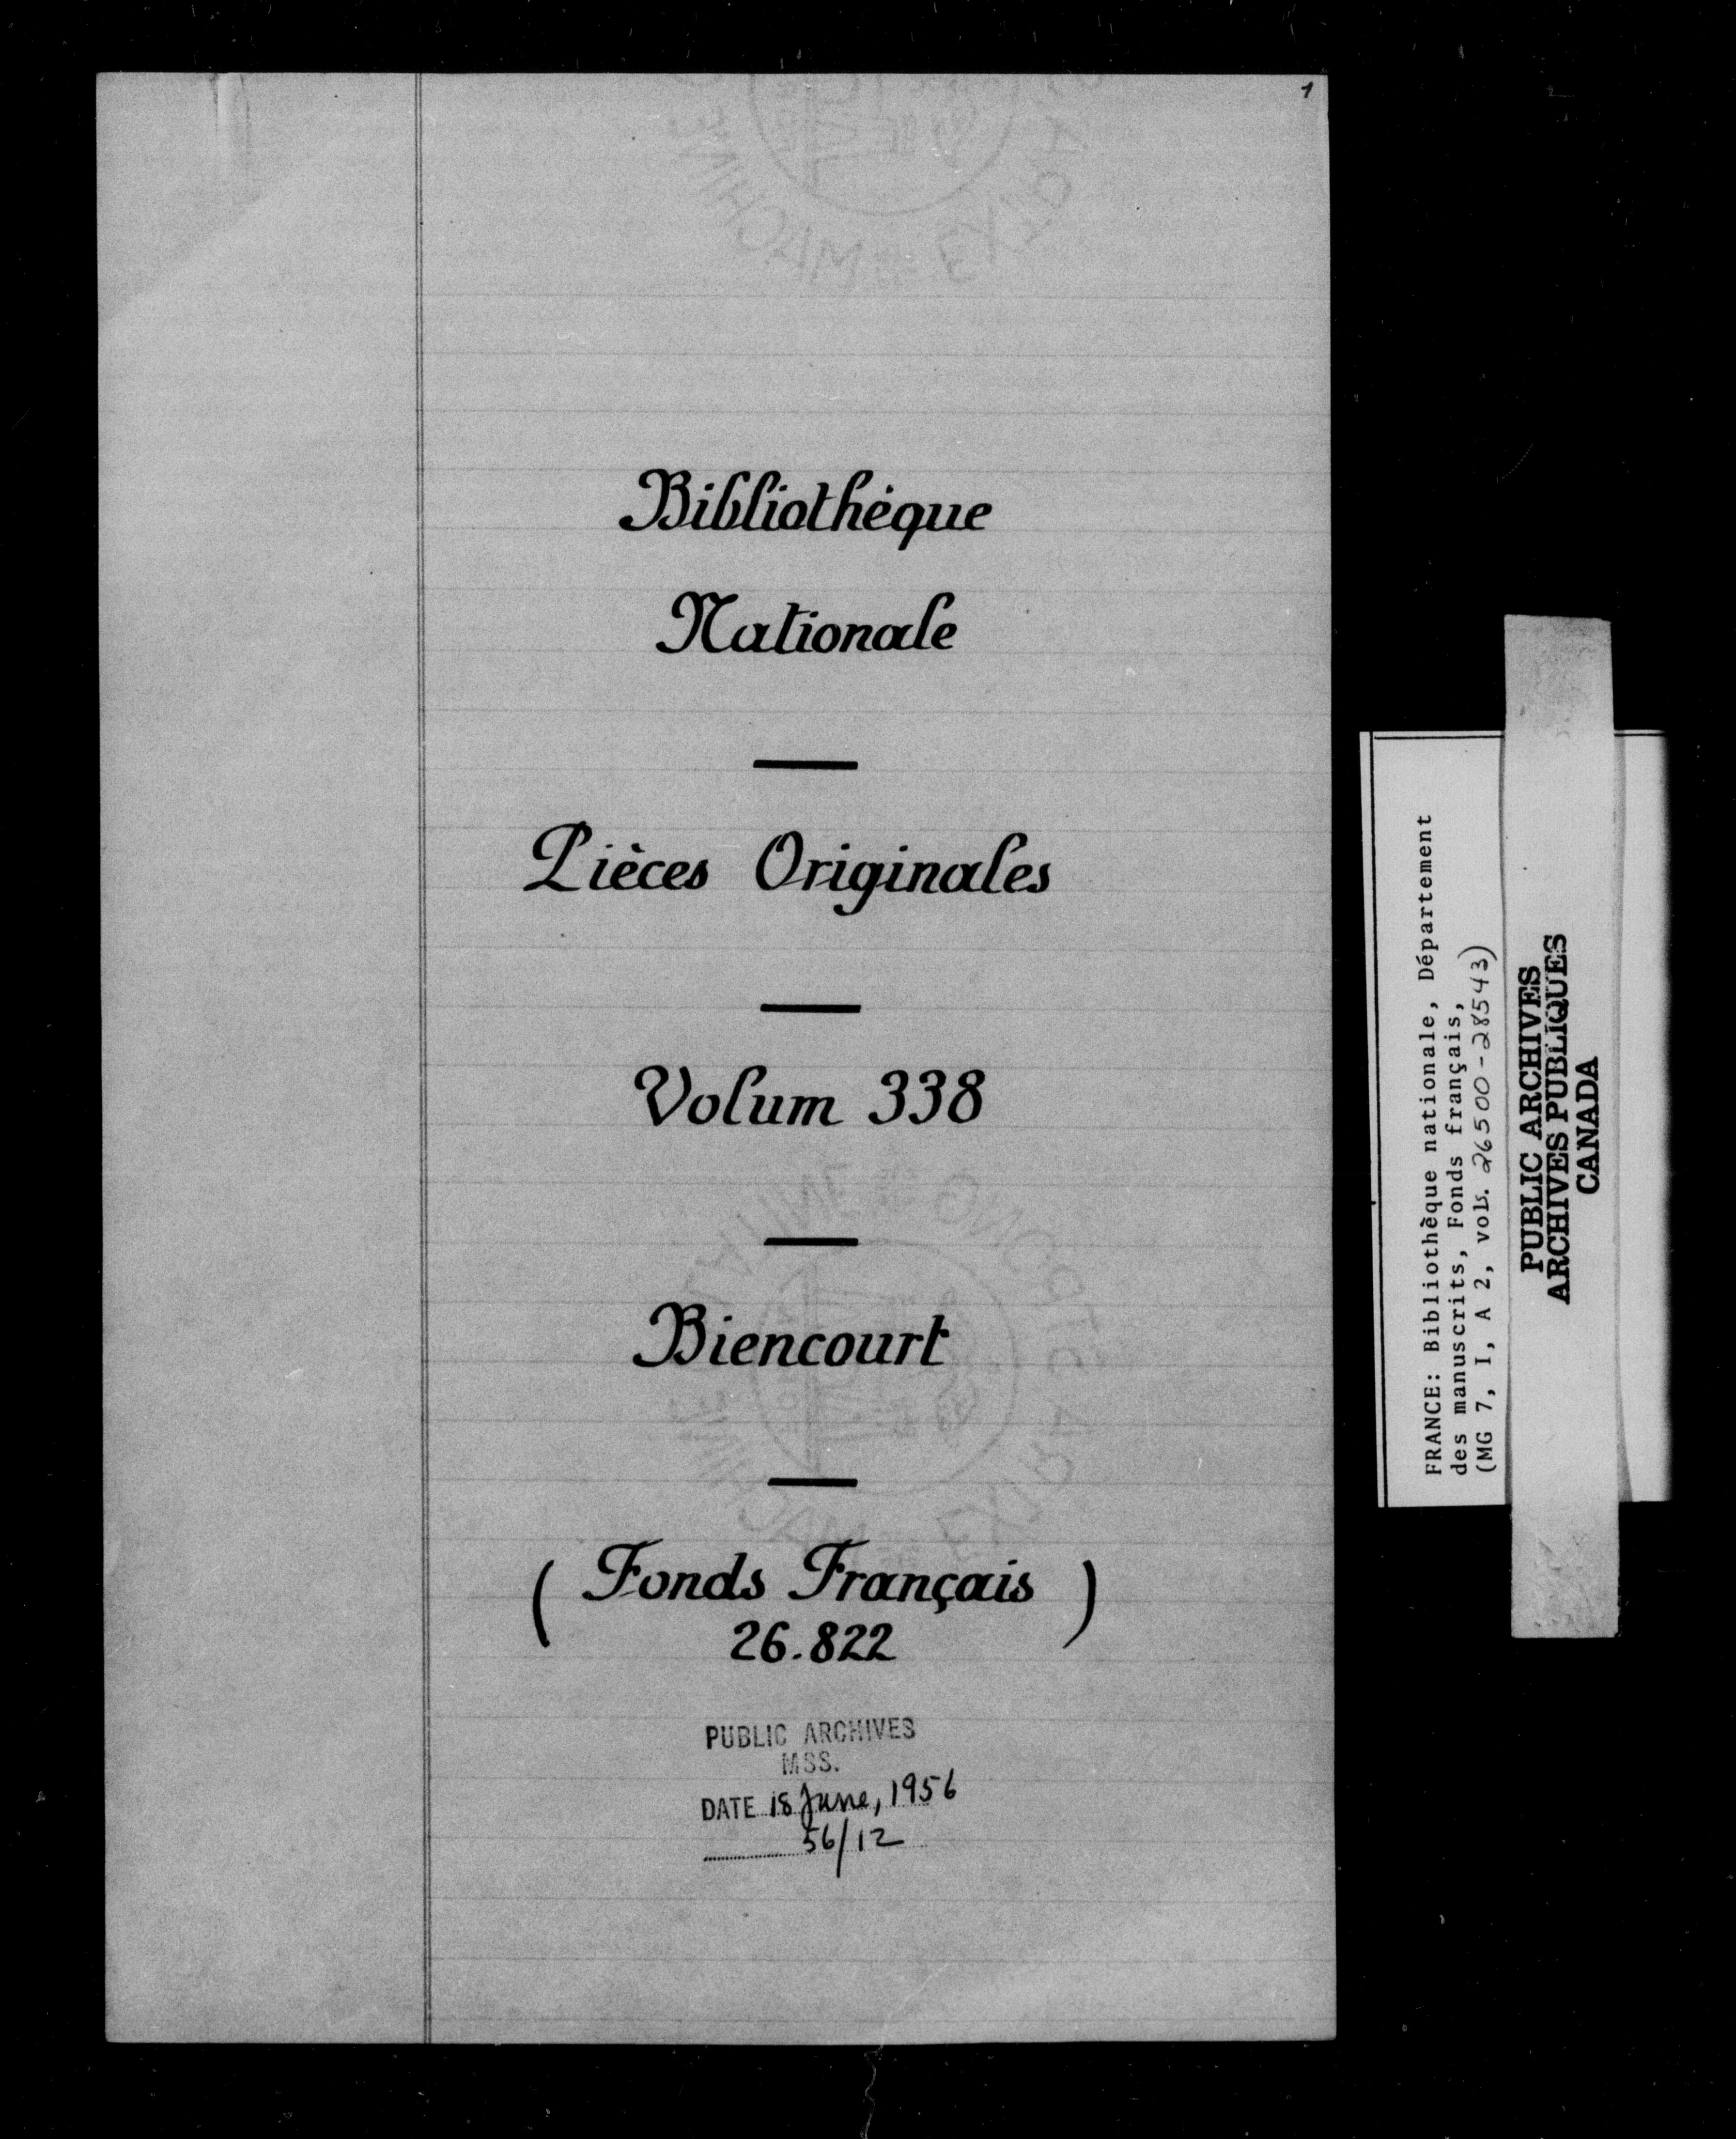 1
Bibliothèque
Nationale
Pièces Originales
Volum 338
Biencourt
( Fonds Français )
26.822
PUBLIC ARCHIVES
MSS.
DATE 18 June, 1956
56/12
FRANCE: Bibliothèque nationale, Département
des manuscrits, Fonds français,
(MG 7, I, A 2, vols. 26500-28543)
PUBLIC ARCHIVES
ARCHIVES PUBLIQUES
CANADA